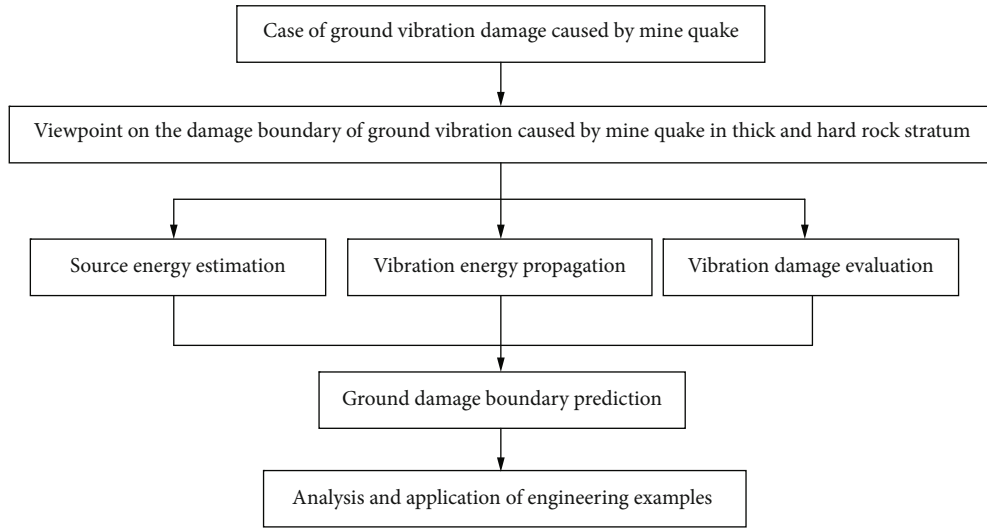 Case of ground vibration damage caused by mine quake
Viewpoint on the damage boundary of ground vibration caused by mine quake in thick and hard rock stratum
Source energy estimation
Vibration energy propagation
Vibration damage evaluation
Ground damage boundary prediction
Analysis and application of engineering examples